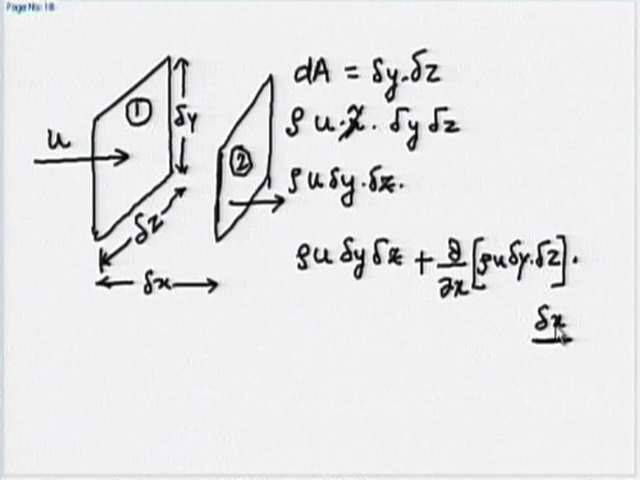 Page No: 18
dA = δy.δz
ρ u . x . δy δz
ρ u δy . δz .
ρ u δy δz + ∂/∂x [ρ u δy . δz] .
δx
u
①
δy
②
δz
δx